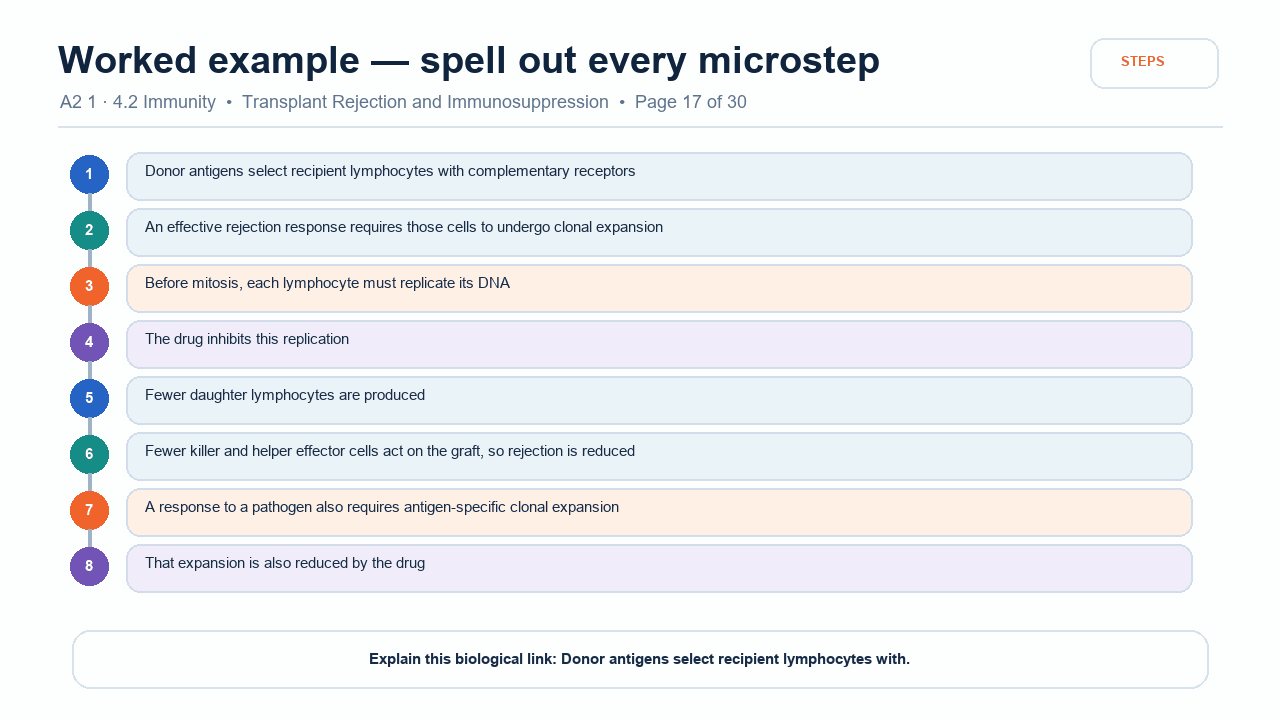 Worked example — spell out every microstep
STEPS
A2 1 · 4.2 Immunity • Transplant Rejection and Immunosuppression • Page 17 of 30
1 Donor antigens select recipient lymphocytes with complementary receptors
2 An effective rejection response requires those cells to undergo clonal expansion
3 Before mitosis, each lymphocyte must replicate its DNA
4 The drug inhibits this replication
5 Fewer daughter lymphocytes are produced
6 Fewer killer and helper effector cells act on the graft, so rejection is reduced
7 A response to a pathogen also requires antigen-specific clonal expansion
8 That expansion is also reduced by the drug
Explain this biological link: Donor antigens select recipient lymphocytes with.